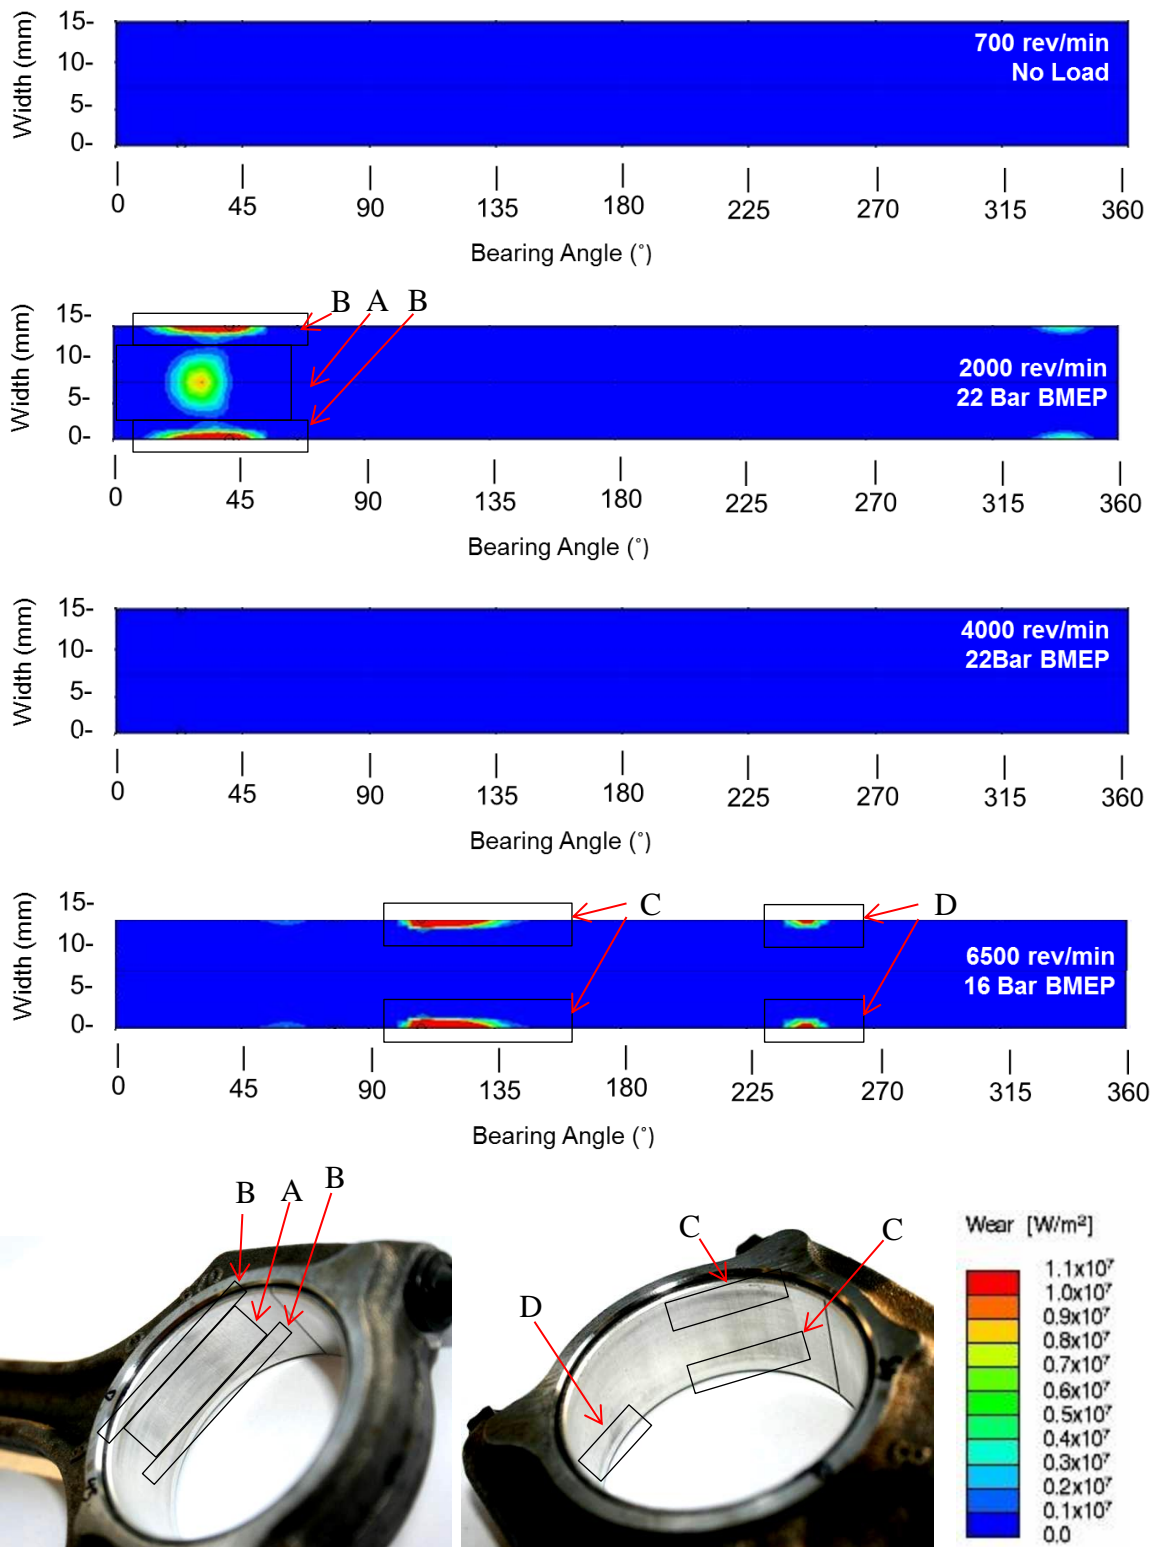 Width (mm)
15-
10-
5-
0-
700 rev/min
No Load
0 45 90 135 180 225 270 315 360
Bearing Angle (˚)
B A B
Width (mm)
15-
10-
5-
0-
2000 rev/min
22 Bar BMEP
0 45 90 135 180 225 270 315 360
Bearing Angle (˚)
Width (mm)
15-
10-
5-
0-
4000 rev/min
22Bar BMEP
0 45 90 135 180 225 270 315 360
Bearing Angle (˚)
Width (mm)
15-
10-
5-
0-
C D
6500 rev/min
16 Bar BMEP
0 45 90 135 180 225 270 315 360
Bearing Angle (˚)
B A B
C C
D
Wear [W/m²]
1.1x10⁷
1.0x10⁷
0.9x10⁷
0.8x10⁷
0.7x10⁷
0.6x10⁷
0.5x10⁷
0.4x10⁷
0.3x10⁷
0.2x10⁷
0.1x10⁷
0.0